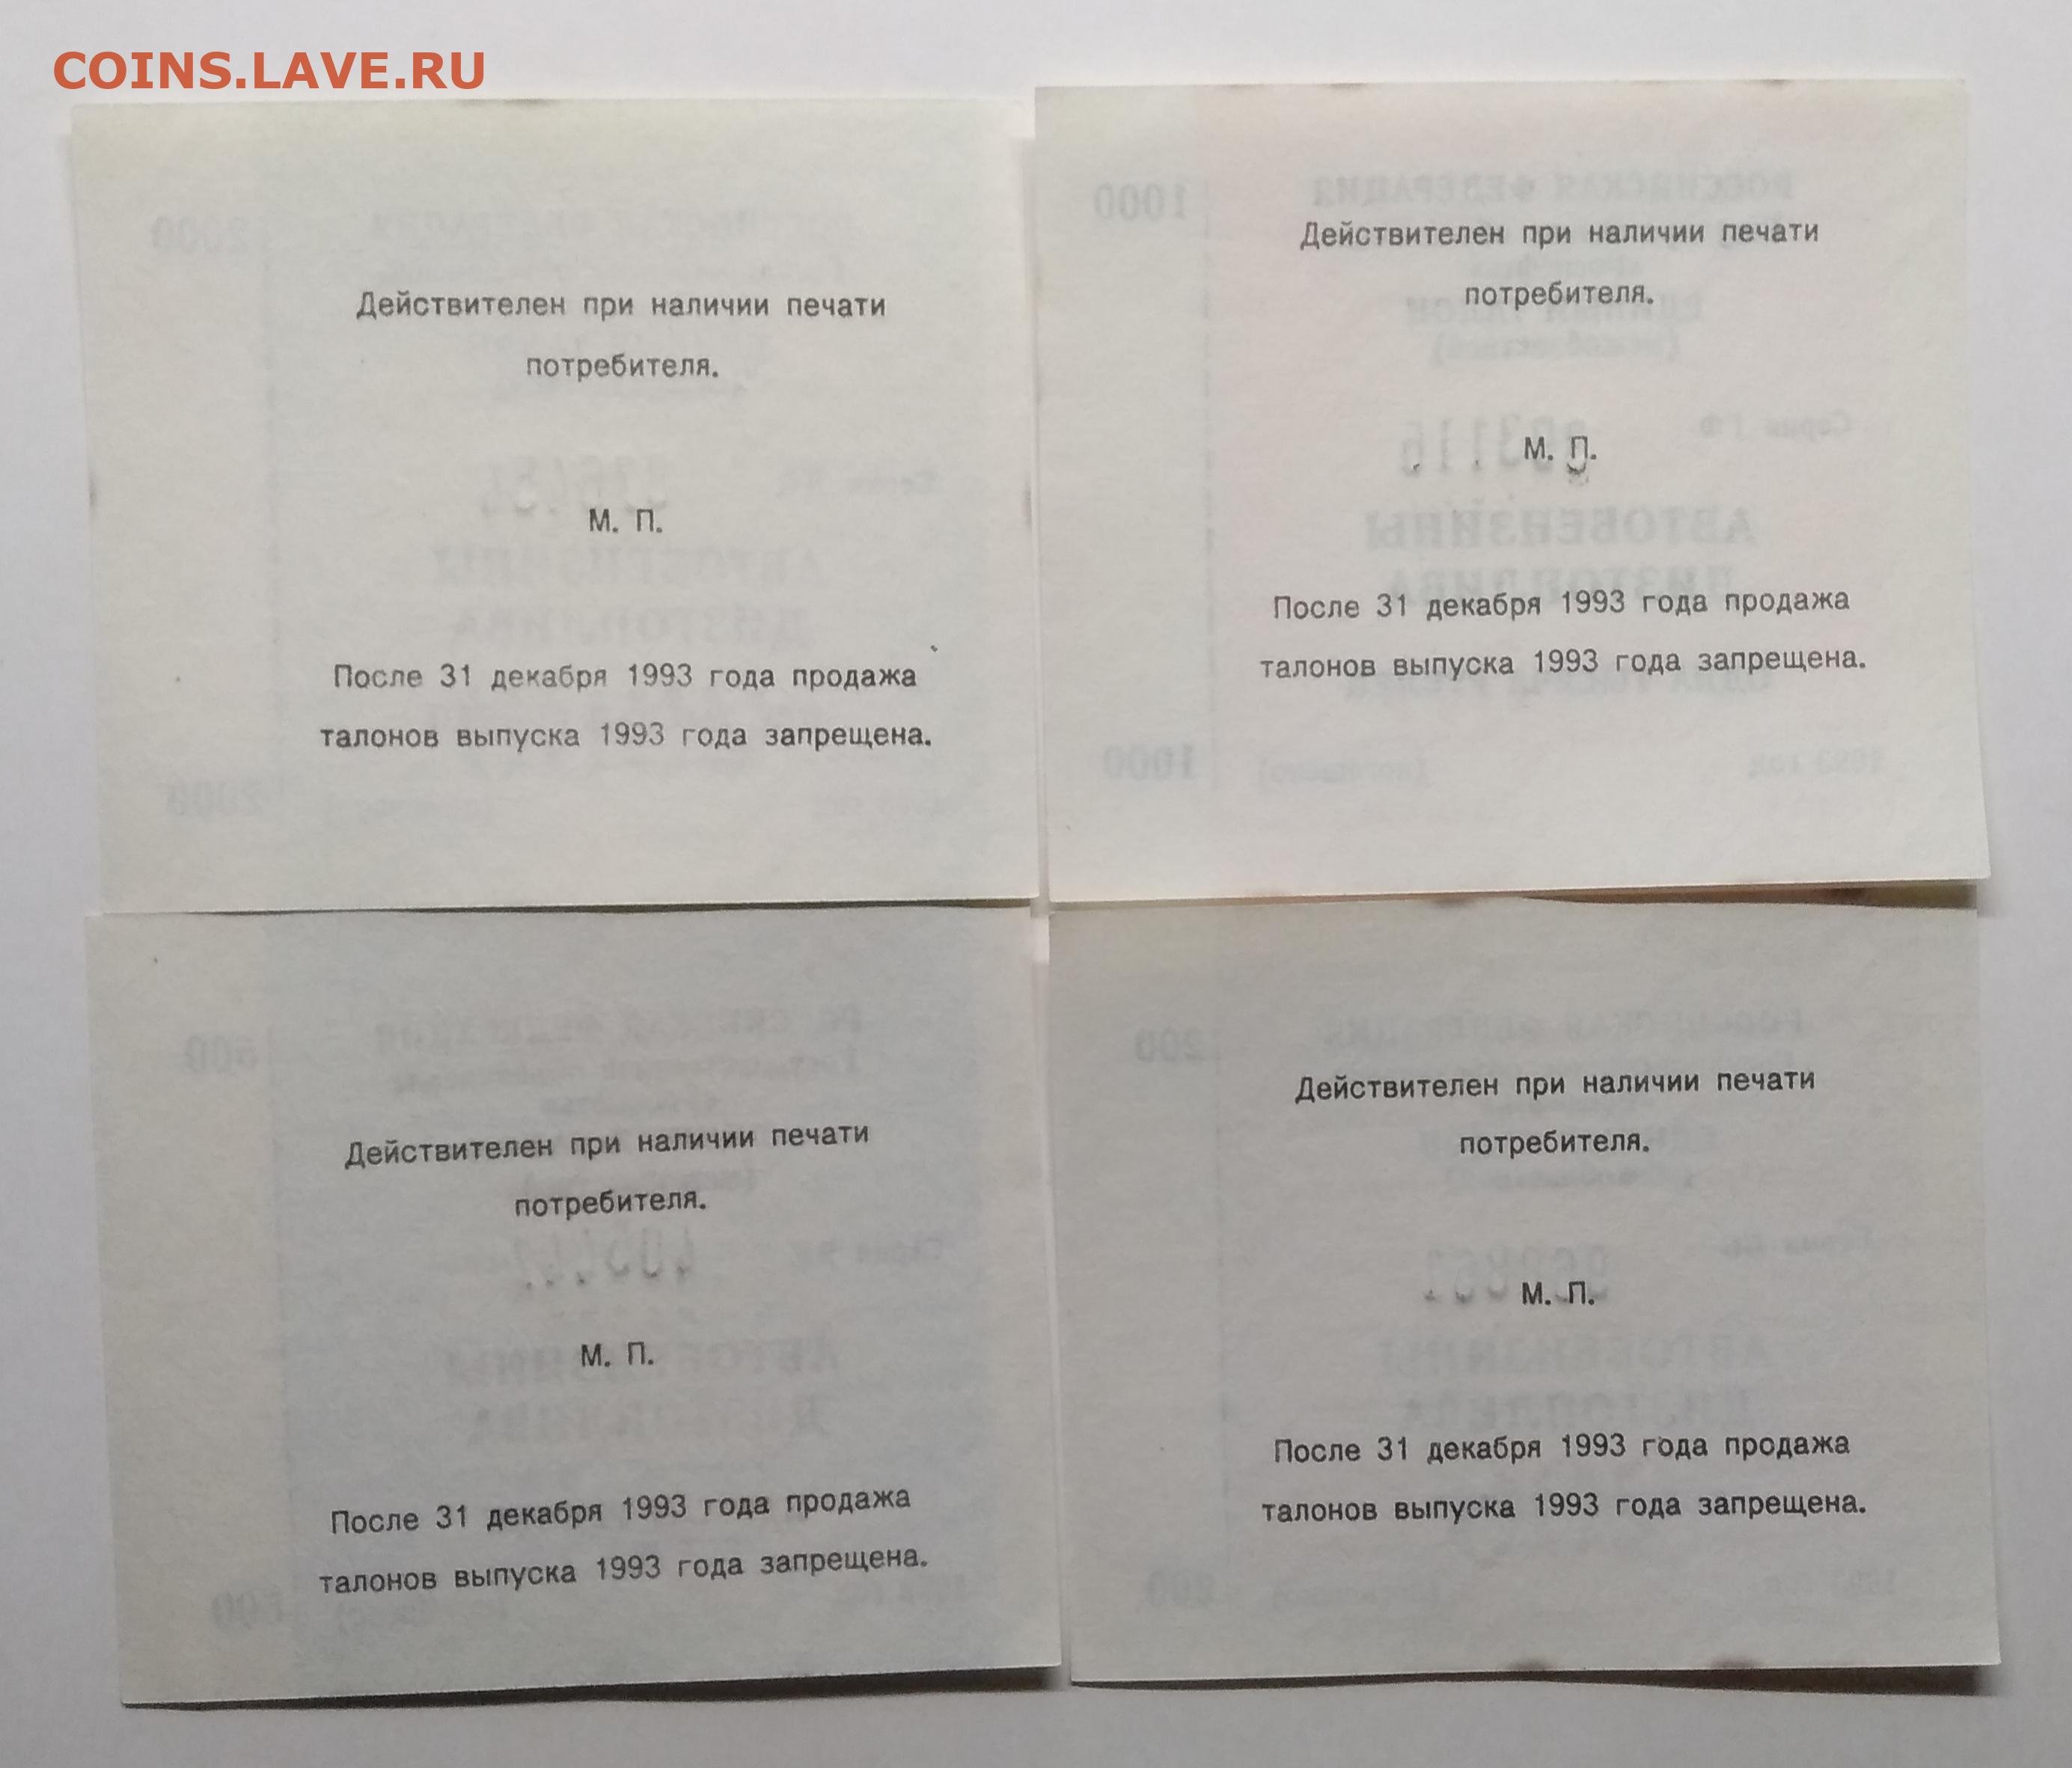 COINS.LAVE.RU
Действителен при наличии печати
потребителя.
М. П.
После 31 декабря 1993 года продажа
талонов выпуска 1993 года запрещена.
Действителен при наличии печати
потребителя.
М. П.
После 31 декабря 1993 года продажа
талонов выпуска 1993 года запрещена.
Действителен при наличии печати
потребителя.
М. П.
После 31 декабря 1993 года продажа
талонов выпуска 1993 года запрещена.
Действителен при наличии печати
потребителя.
М. П.
После 31 декабря 1993 года продажа
талонов выпуска 1993 года запрещена.